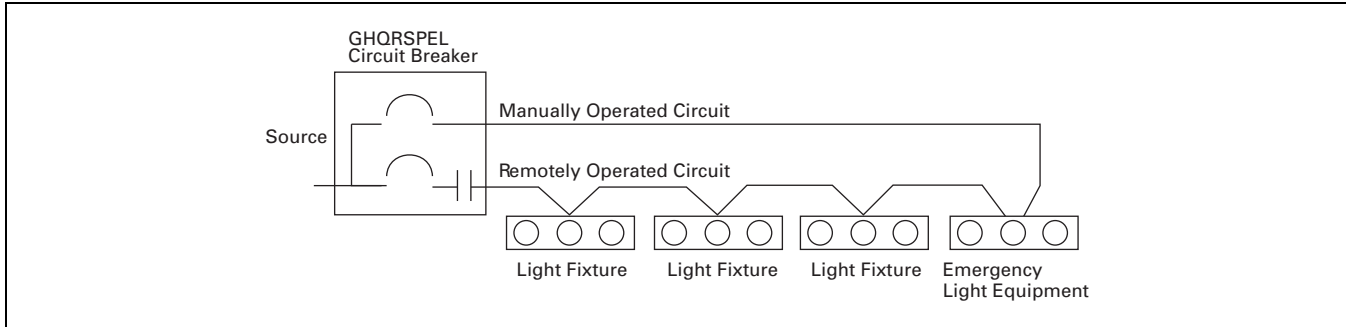 GHQRSPEL
Circuit Breaker
Manually Operated Circuit
Source
Remotely Operated Circuit
Light Fixture
Light Fixture
Light Fixture
Emergency
Light Equipment